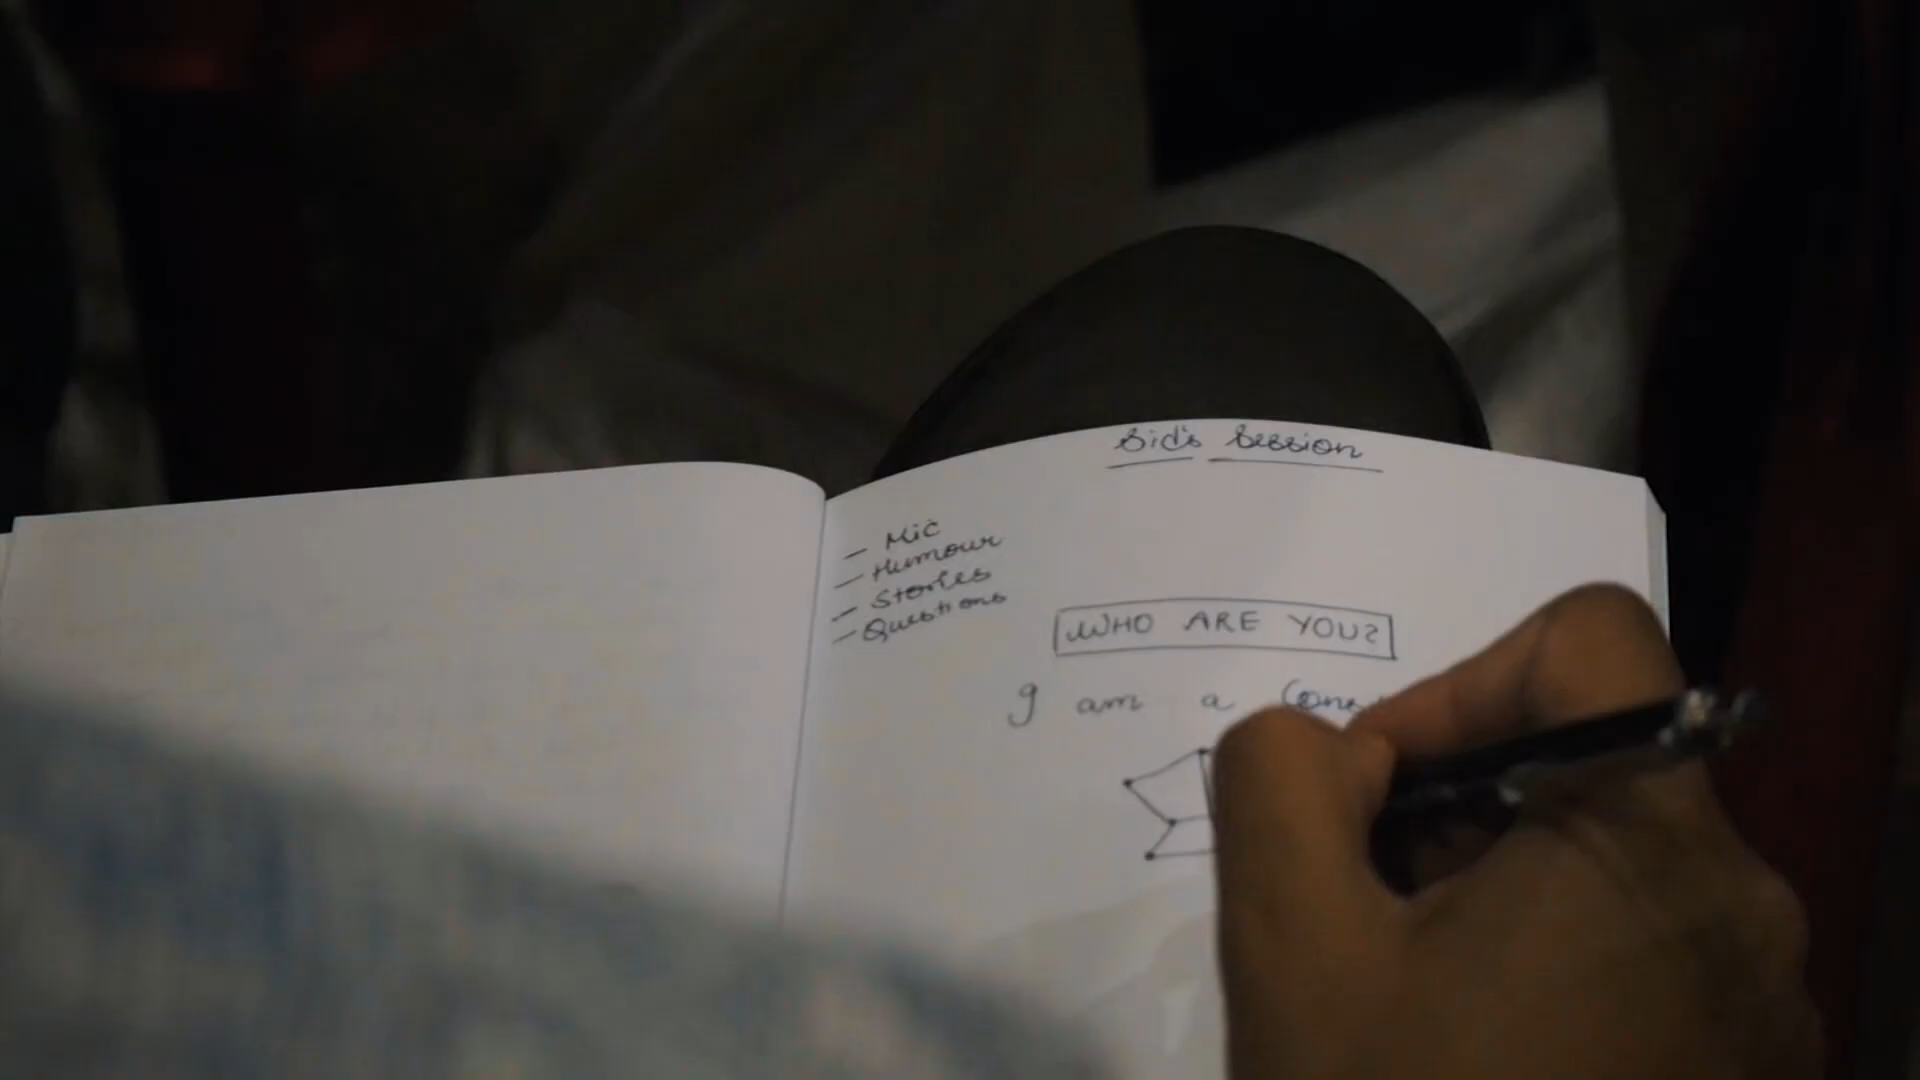 Sid's Session
- Mic
- Humour
- Stories
- Questions
WHO ARE YOU?
I am a